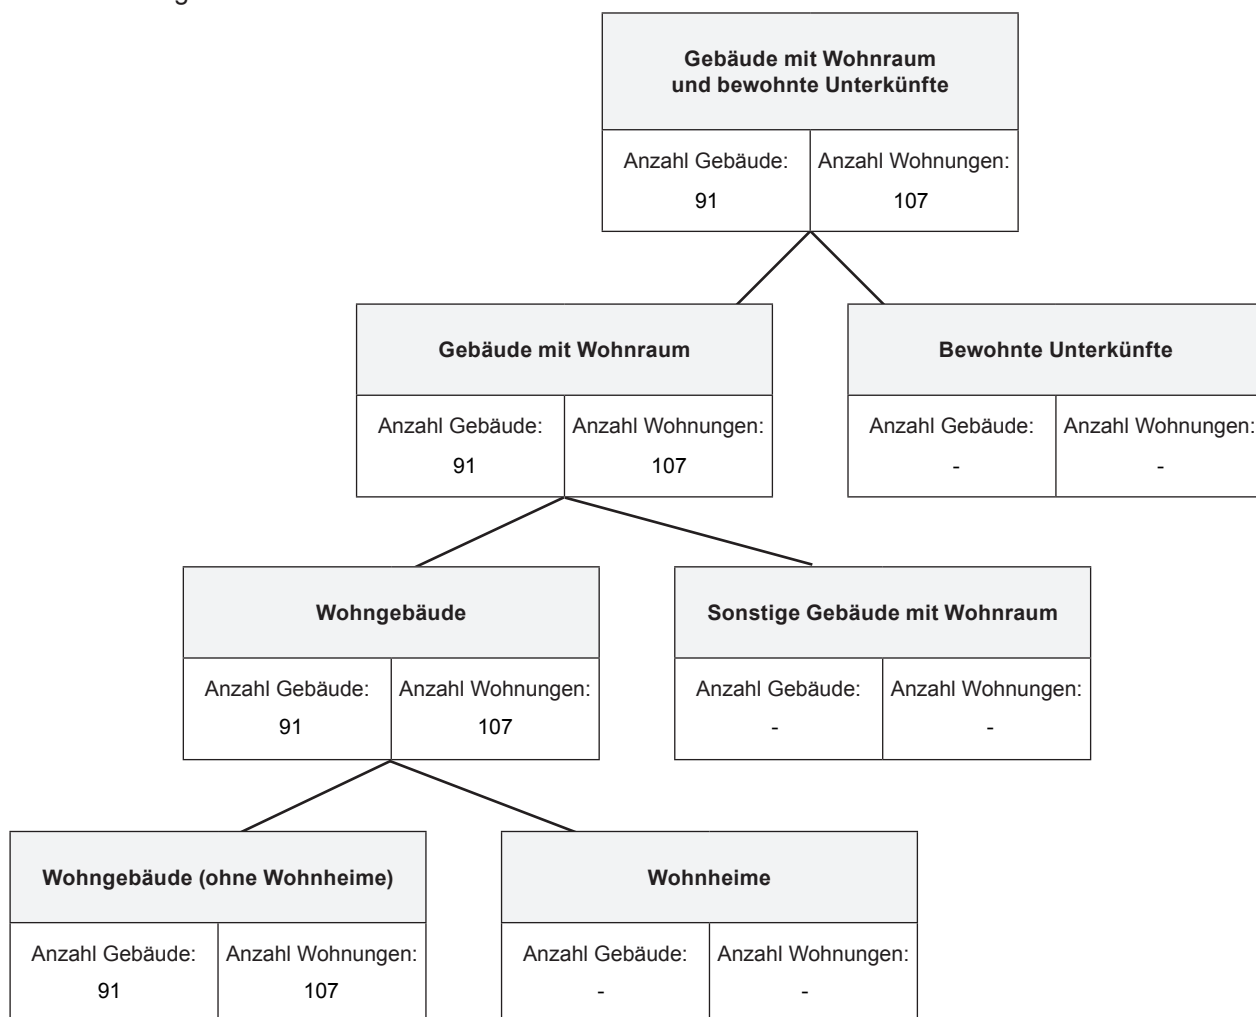 Gebäude mit Wohnraum
und bewohnte Unterkünfte
Anzahl Gebäude: Anzahl Wohnungen:
91 107
Gebäude mit Wohnraum Bewohnte Unterkünfte
Anzahl Gebäude: Anzahl Wohnungen: Anzahl Gebäude: Anzahl Wohnungen:
91 107 - -
Wohngebäude Sonstige Gebäude mit Wohnraum
Anzahl Gebäude: Anzahl Wohnungen: Anzahl Gebäude: Anzahl Wohnungen:
91 107 - -
Wohngebäude (ohne Wohnheime) Wohnheime
Anzahl Gebäude: Anzahl Wohnungen: Anzahl Gebäude: Anzahl Wohnungen:
91 107 - -